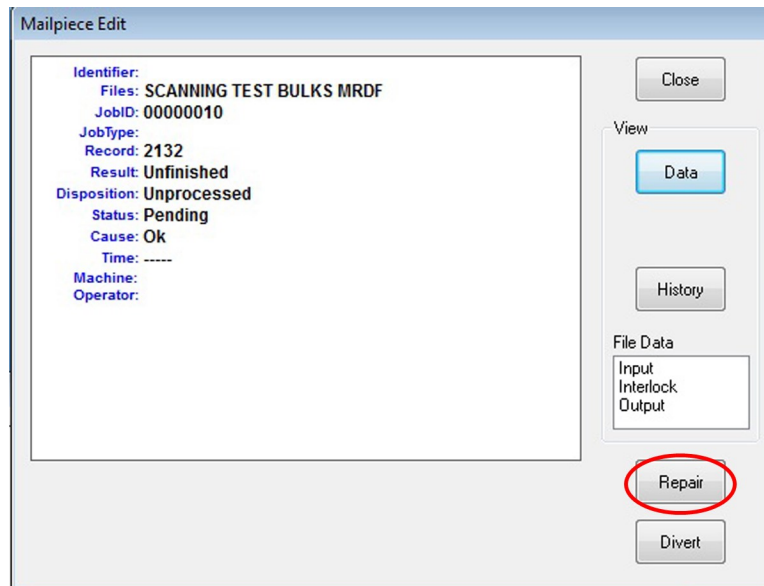 Mailpiece Edit
Identifier:
Files: SCANNING TEST BULKS MRDF
JobID: 00000010
JobType:
Record: 2132
Result: Unfinished
Disposition: Unprocessed
Status: Pending
Cause: Ok
Time: -----
Machine:
Operator:
Close
View
Data
History
File Data
Input
Interlock
Output
Repair
Divert